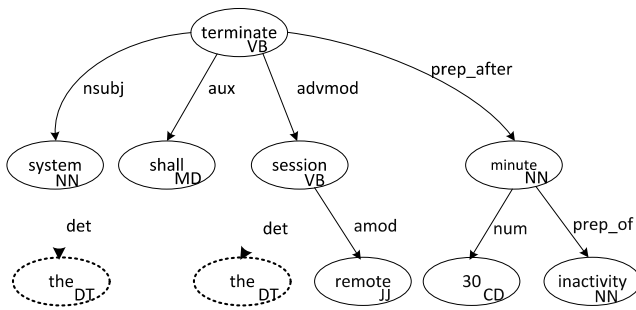 terminate
VB
nsubj
aux
advmod
prep_after
system
NN
shall
MD
session
VB
minute
NN
det
det
amod
num
prep_of
the
DT
the
DT
remote
JJ
30
CD
inactivity
NN